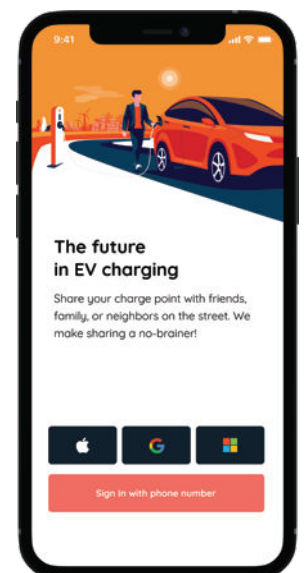 9:41
The future
in EV charging
Share your charge point with friends,
family, or neighbors on the street. We
make sharing a no-brainer!
Sign in with phone number